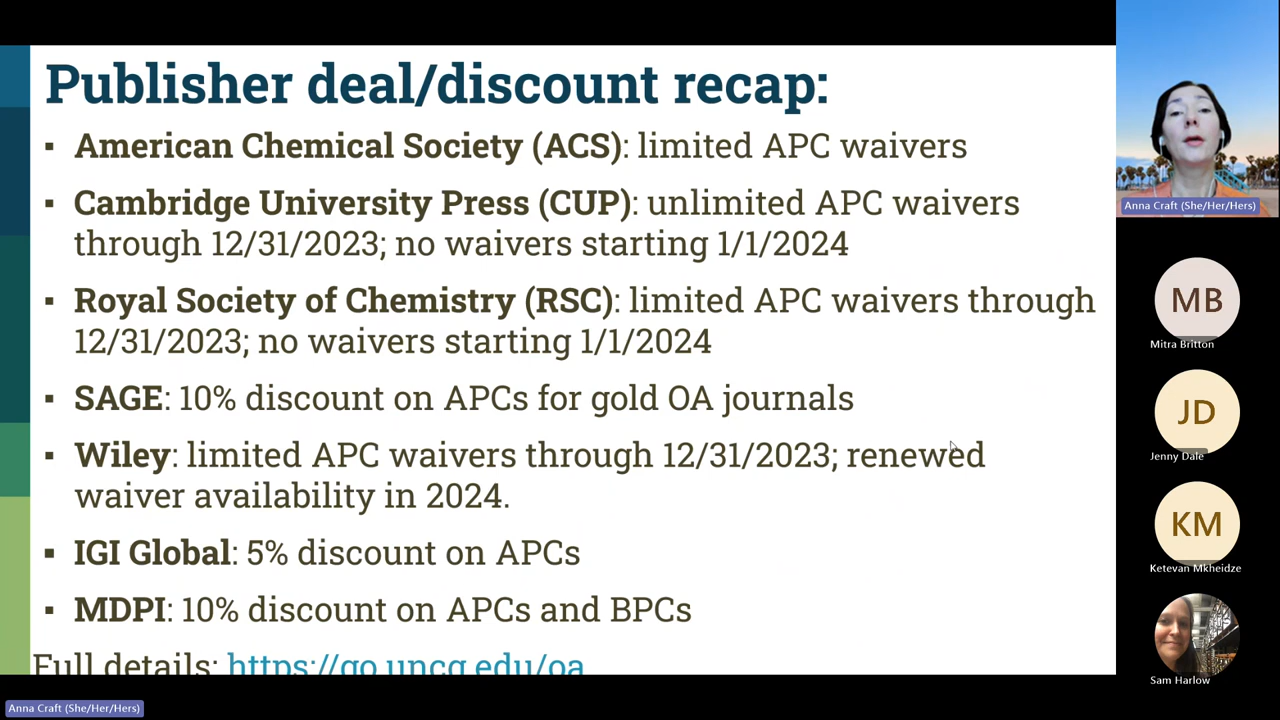 Publisher deal/discount recap:
▪ American Chemical Society (ACS): limited APC waivers
▪ Cambridge University Press (CUP): unlimited APC waivers
through 12/31/2023; no waivers starting 1/1/2024
▪ Royal Society of Chemistry (RSC): limited APC waivers through
12/31/2023; no waivers starting 1/1/2024
▪ SAGE: 10% discount on APCs for gold OA journals
▪ Wiley: limited APC waivers through 12/31/2023; renewed
waiver availability in 2024.
▪ IGI Global: 5% discount on APCs
▪ MDPI: 10% discount on APCs and BPCs
Full details: https://go.uncg.edu/oa
Anna Craft (She/Her/Hers)
MB
Mitra Britton
JD
Jenny Dale
KM
Ketevan Mkheidze
Sam Harlow
Anna Craft (She/Her/Hers)